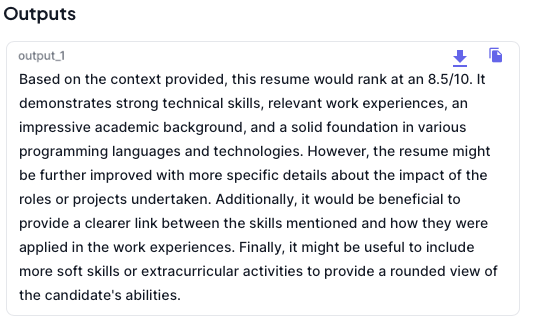 Outputs
output_1
Based on the context provided, this resume would rank at an 8.5/10. It
demonstrates strong technical skills, relevant work experiences, an
impressive academic background, and a solid foundation in various
programming languages and technologies. However, the resume might
be further improved with more specific details about the impact of the
roles or projects undertaken. Additionally, it would be beneficial to
provide a clearer link between the skills mentioned and how they were
applied in the work experiences. Finally, it might be useful to include
more soft skills or extracurricular activities to provide a rounded view of
the candidate's abilities.